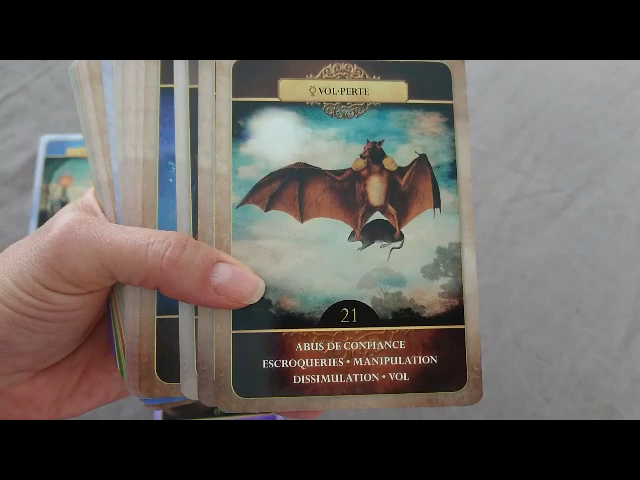 ☿ VOL·PERTE
21
ABUS DE CONFIANCE
ESCROQUERIES • MANIPULATION
DISSIMULATION • VOL